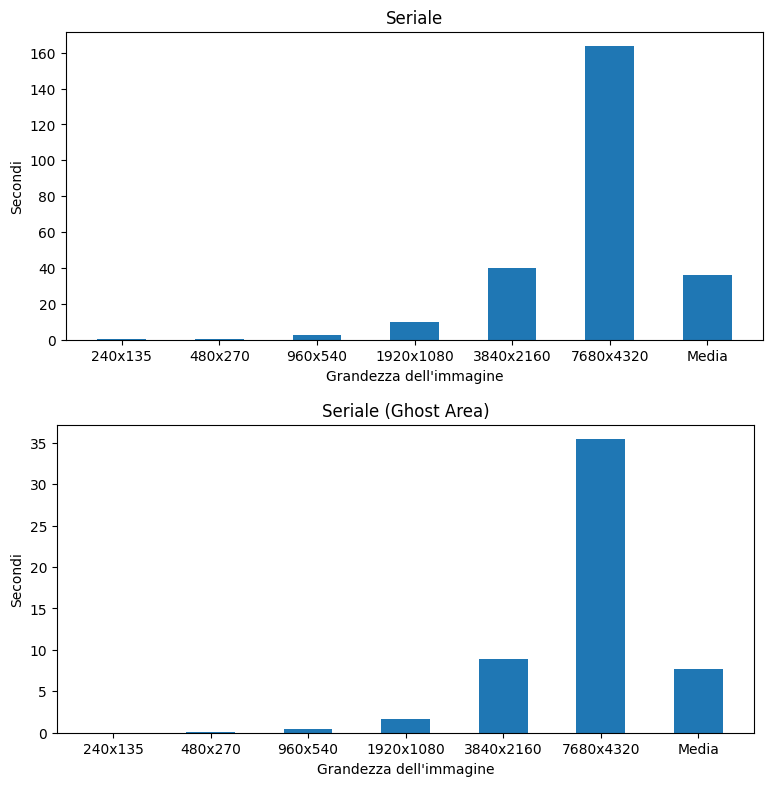 Seriale
160
140
120
100
80
60
40
20
0
Secondi
240x135 480x270 960x540 1920x1080 3840x2160 7680x4320 Media
Grandezza dell'immagine
Seriale (Ghost Area)
35
30
25
20
15
10
5
0
Secondi
240x135 480x270 960x540 1920x1080 3840x2160 7680x4320 Media
Grandezza dell'immagine